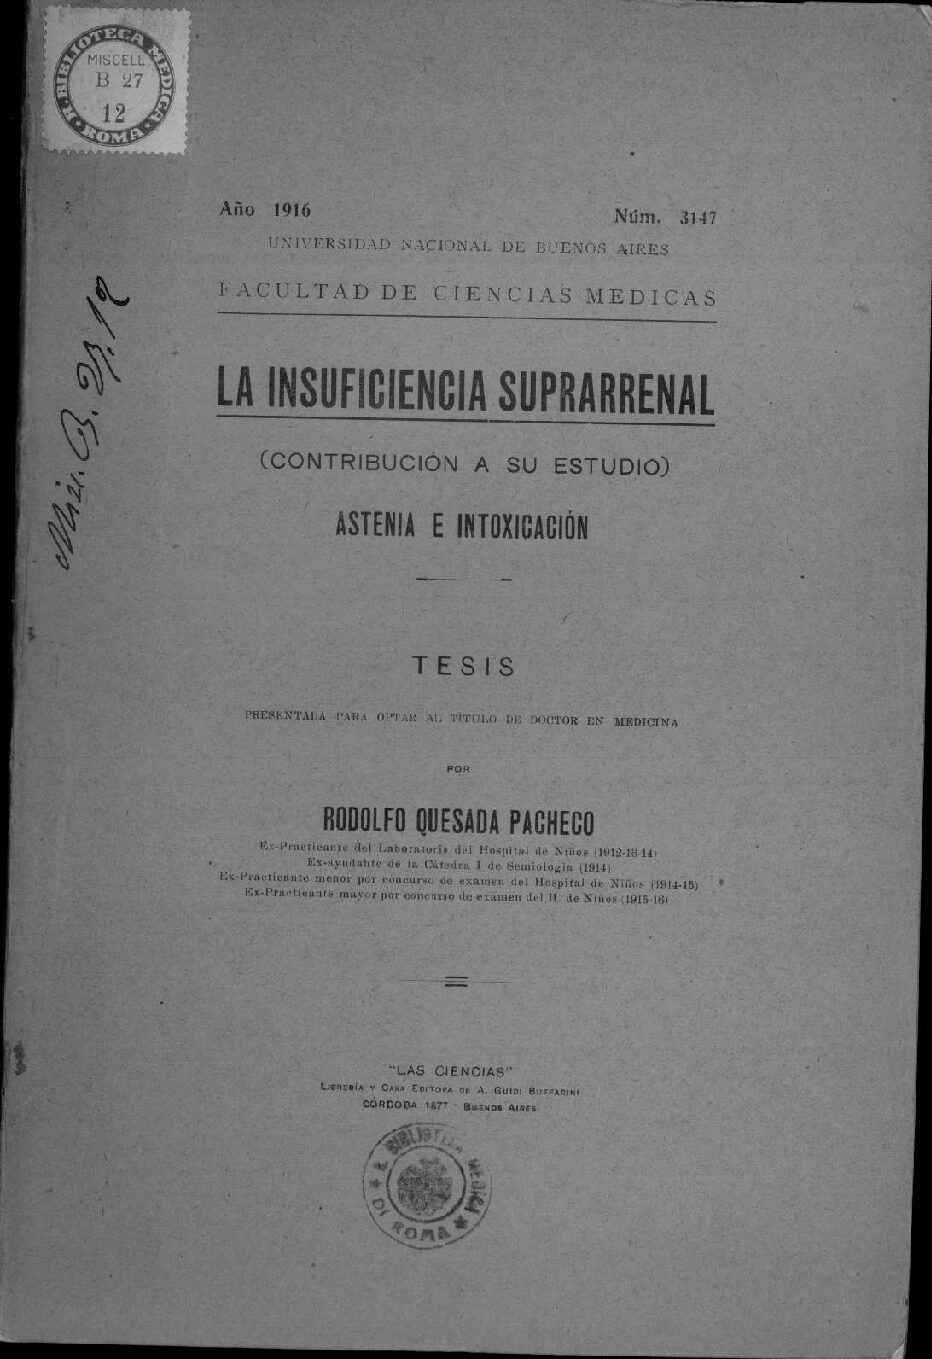 R. BIBLIOTECA MEDICA
MISCELL
B 27
12
ROMA
Año 1916 Núm. 3147
UNIVERSIDAD NACIONAL DE BUENOS AIRES
FACULTAD DE CIENCIAS MEDICAS
LA INSUFICIENCIA SUPRARRENAL
(CONTRIBUCIÓN A SU ESTUDIO)
ASTENIA E INTOXICACIÓN
TESIS
PRESENTADA PARA OPTAR AL TÍTULO DE DOCTOR EN MEDICINA
POR
RODOLFO QUESADA PACHECO
Ex-Practicante del Laboratorio del Hospital de Niños (1912-13-14)
Ex-ayudante de la Cátedra I de Semiología (1914)
Ex-Practicante menor por concurso de examen del Hospital de Niños (1914-15)
Ex-Practicante mayor por concurso de examen del H. de Niños (1915-16)
"LAS CIENCIAS"
LIBRERÍA Y CASA EDITORA DE A. GUIDI BUFFARINI
CÓRDOBA 1877 - BUENOS AIRES
R. BIBLIOTECA MEDICA
DI ROMA
B. 27. 12